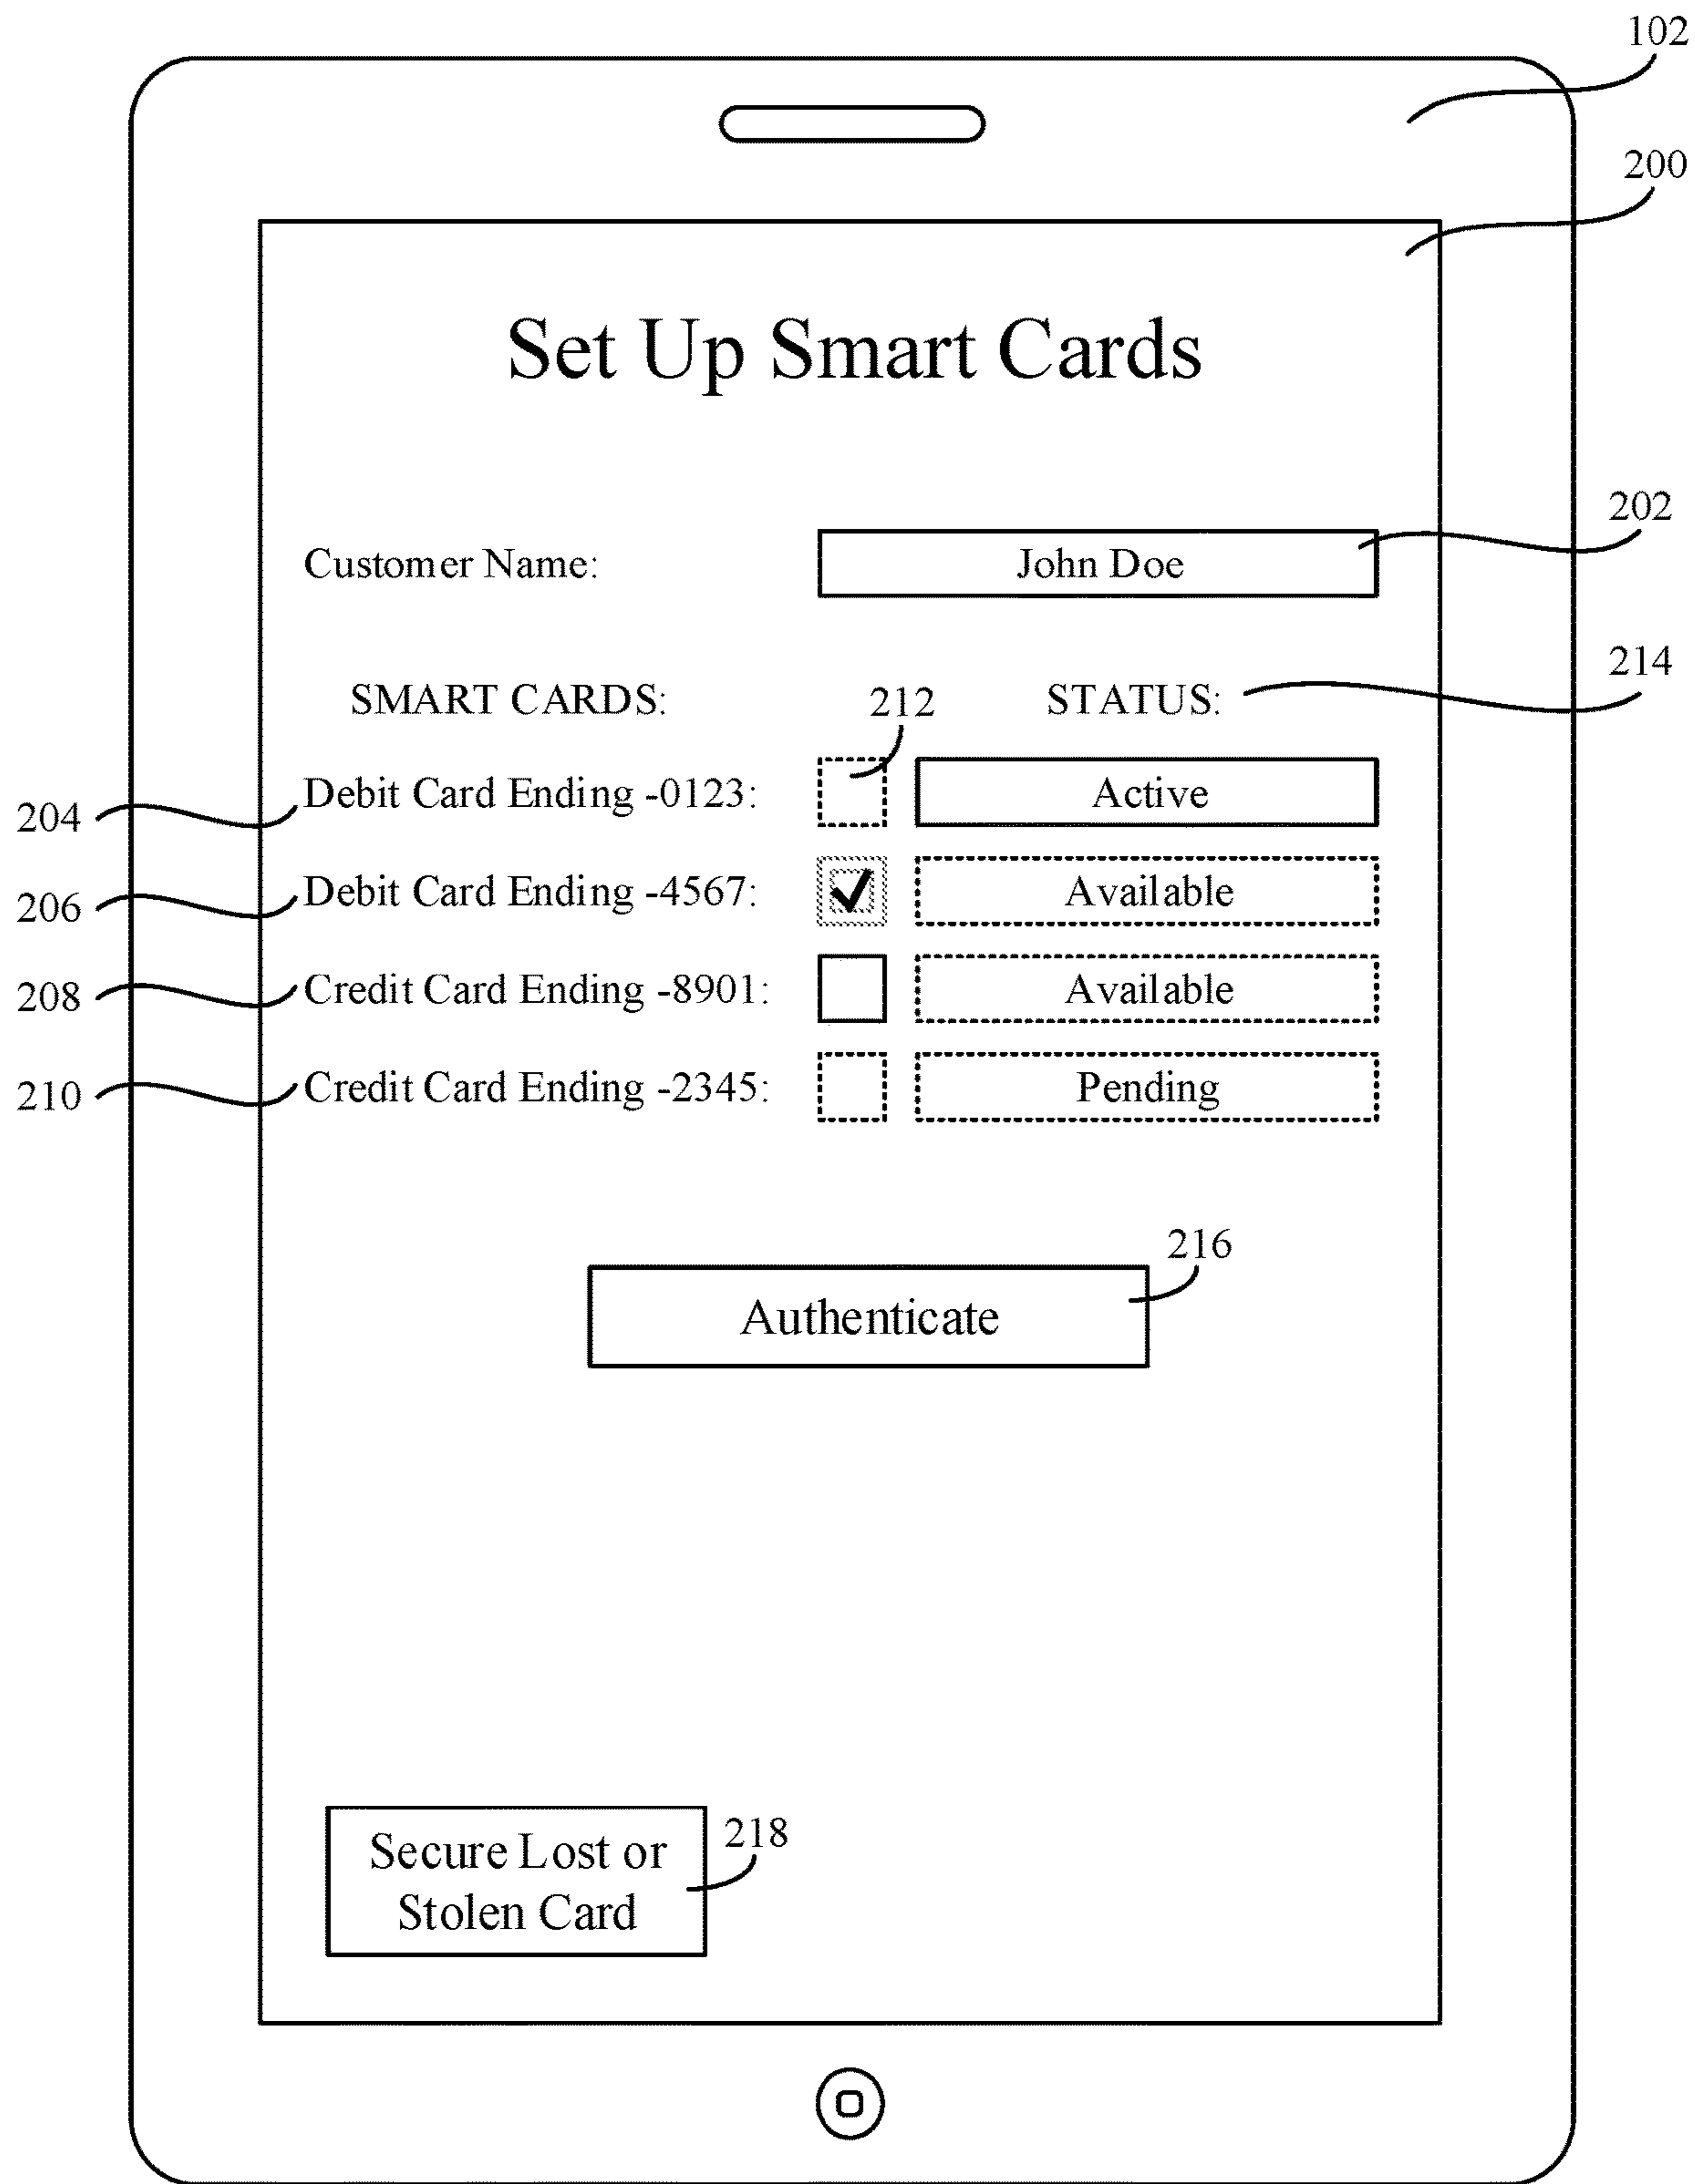 102
200
Set Up Smart Cards
202
Customer Name: John Doe
214
SMART CARDS: 212 STATUS:
204 Debit Card Ending -0123: Active
206 Debit Card Ending -4567: Available
208 Credit Card Ending -8901: Available
210 Credit Card Ending -2345: Pending
216
Authenticate
218
Secure Lost or
Stolen Card